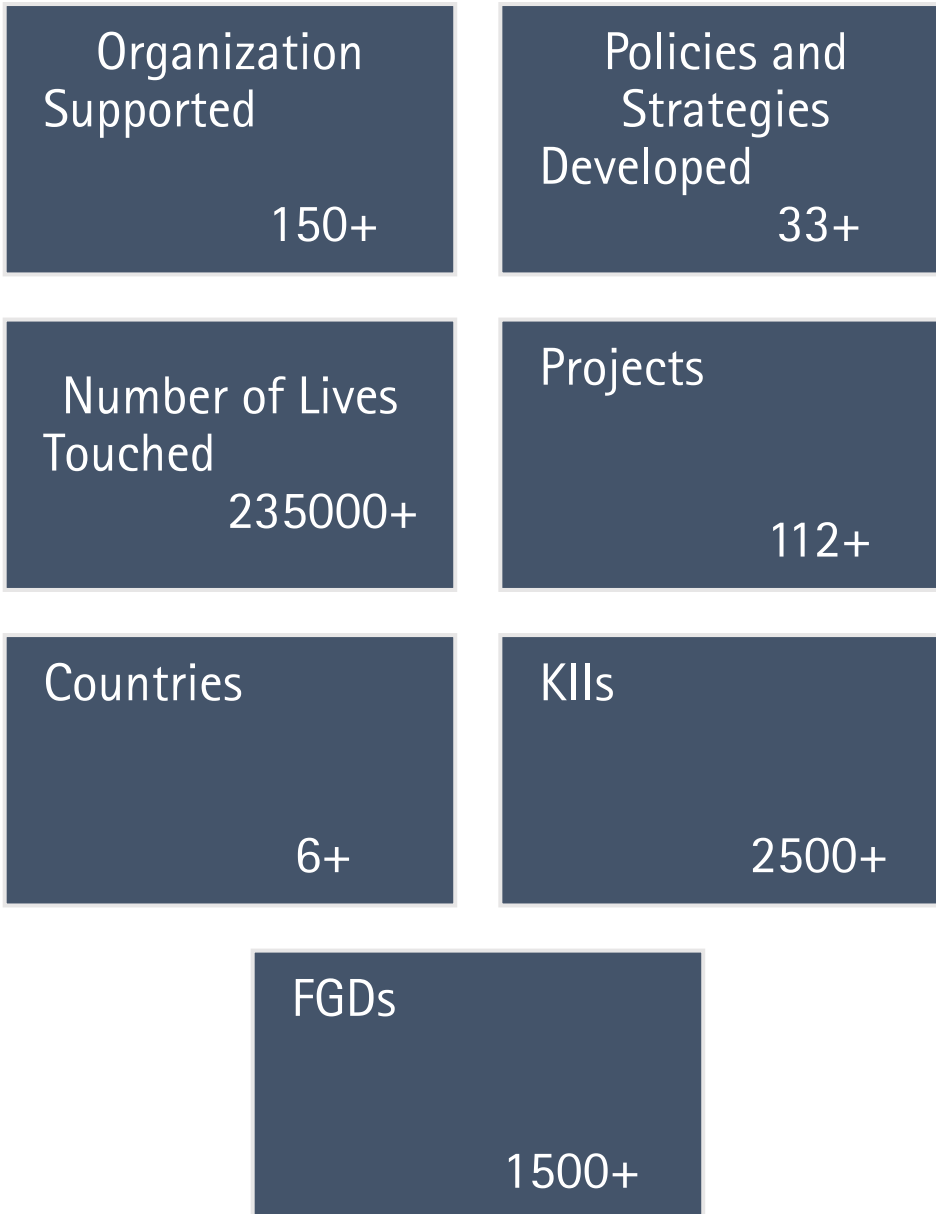 Organization
Supported
150+
Policies and
Strategies
Developed
33+
Number of Lives
Touched
235000+
Projects
112+
Countries
6+
KIIs
2500+
FGDs
1500+